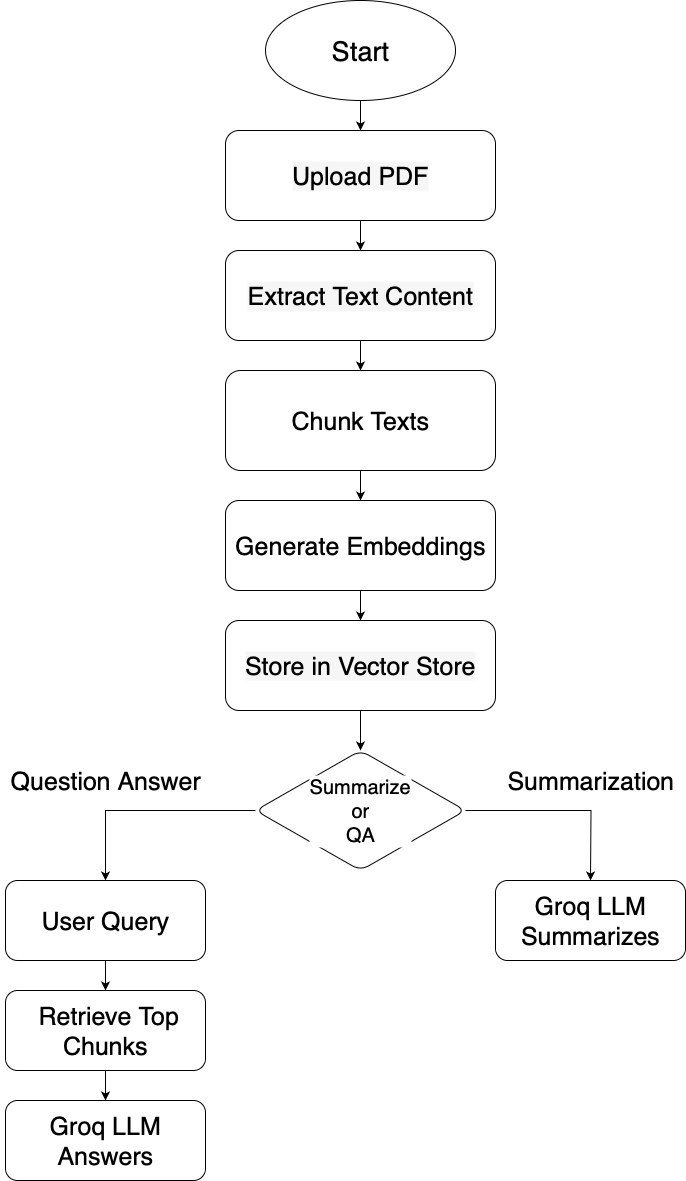 Start
Upload PDF
Extract Text Content
Chunk Texts
Generate Embeddings
Store in Vector Store
Question Answer
Summarize
or
QA
Summarization
User Query
Retrieve Top
Chunks
Groq LLM
Answers
Groq LLM
Summarizes